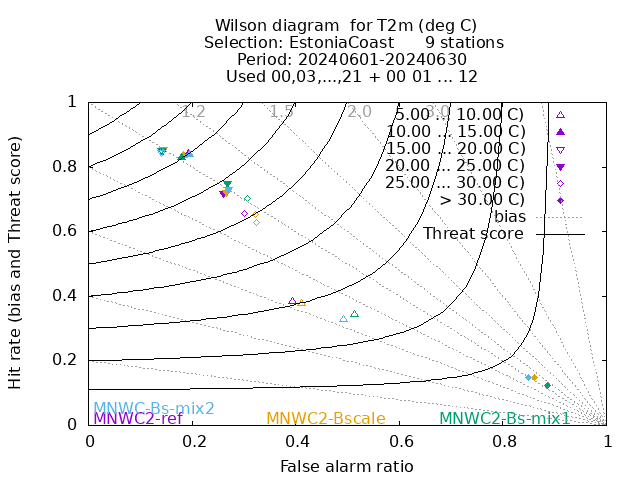 Wilson diagram  for T2m (deg C)
Selection: EstoniaCoast      9 stations
Period: 20240601-20240630
Used 00,03,...,21 + 00 01 ... 12
1.2 1.5 2.0 3.0
5.00 ... 10.00 C)
10.00 ... 15.00 C)
15.00 ... 20.00 C)
20.00 ... 25.00 C)
25.00 ... 30.00 C)
> 30.00 C)
bias
Threat score
Hit rate (bias and Threat score)
1
0.8
0.6
0.4
0.2
0
MNWC-Bs-mix2
MNWC2-ref MNWC2-Bscale MNWC2-Bs-mix1
0 0.2 0.4 0.6 0.8 1
False alarm ratio